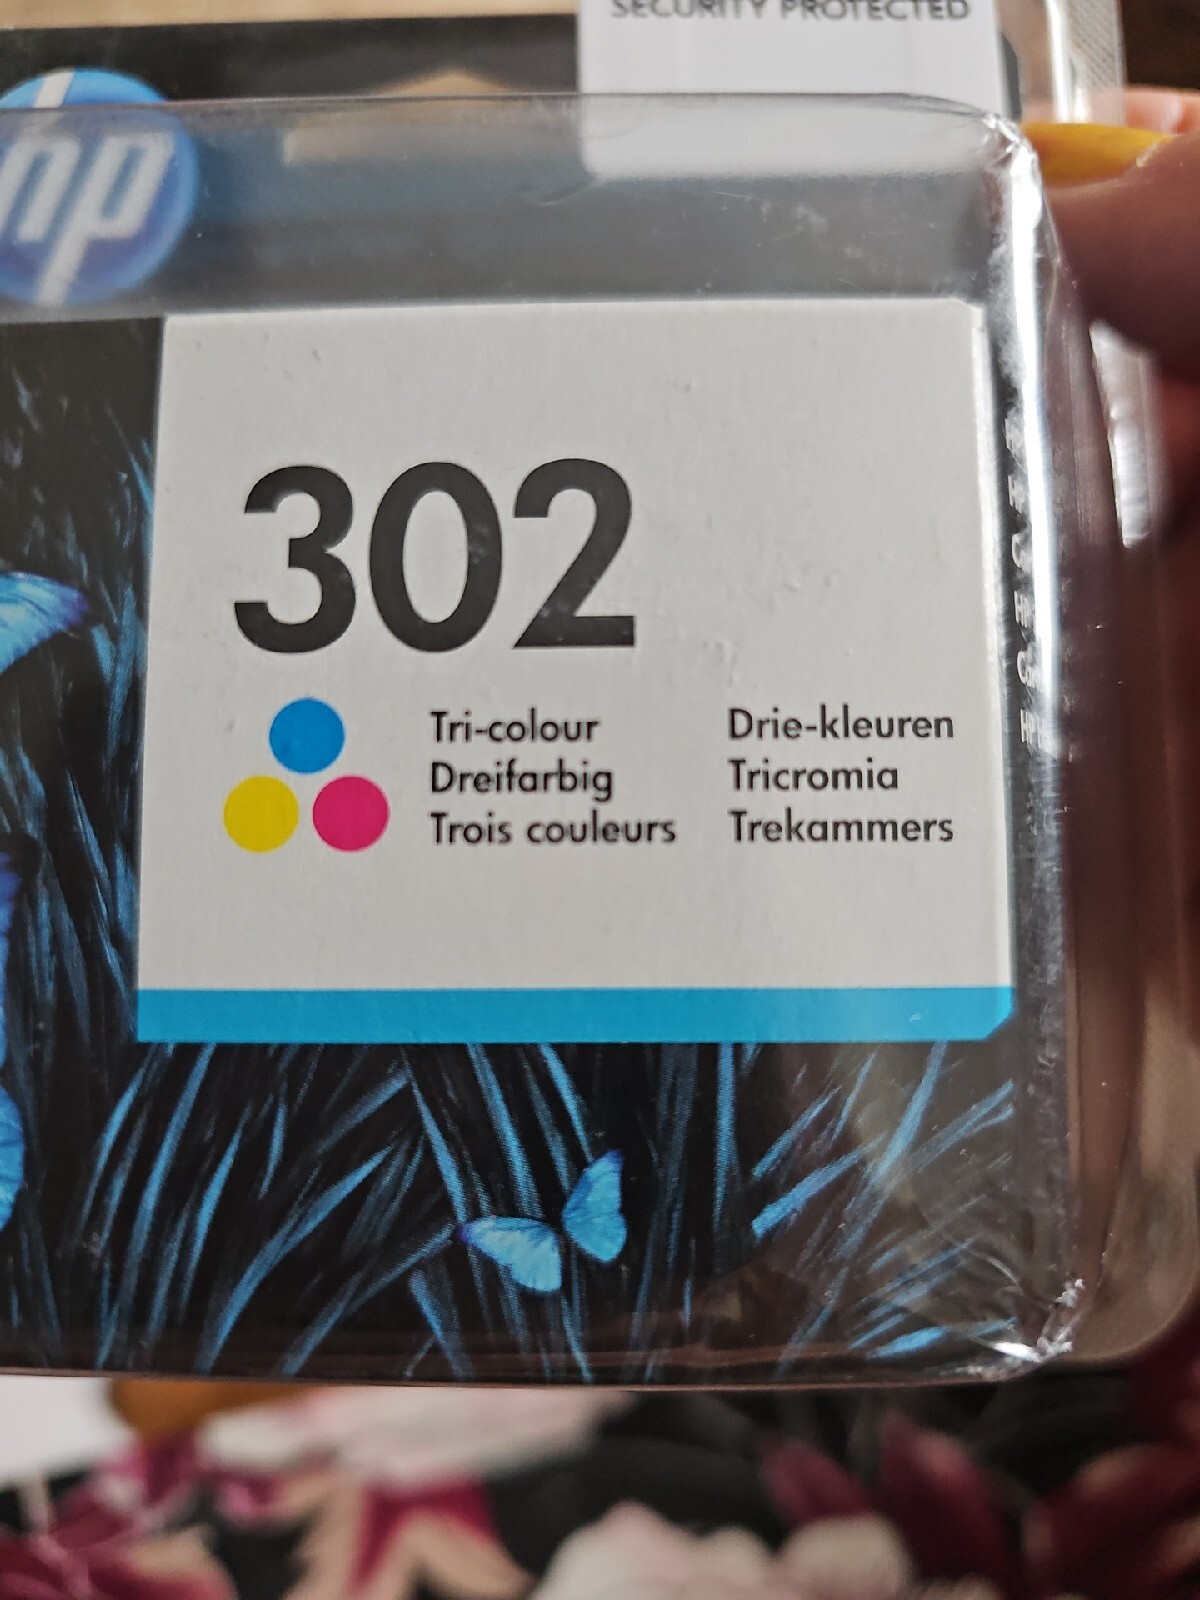 SECURITY PROTECTED
hp
302
Tri-colour
Dreifarbig
Trois couleurs
Drie-kleuren
Tricromia
Trekammers